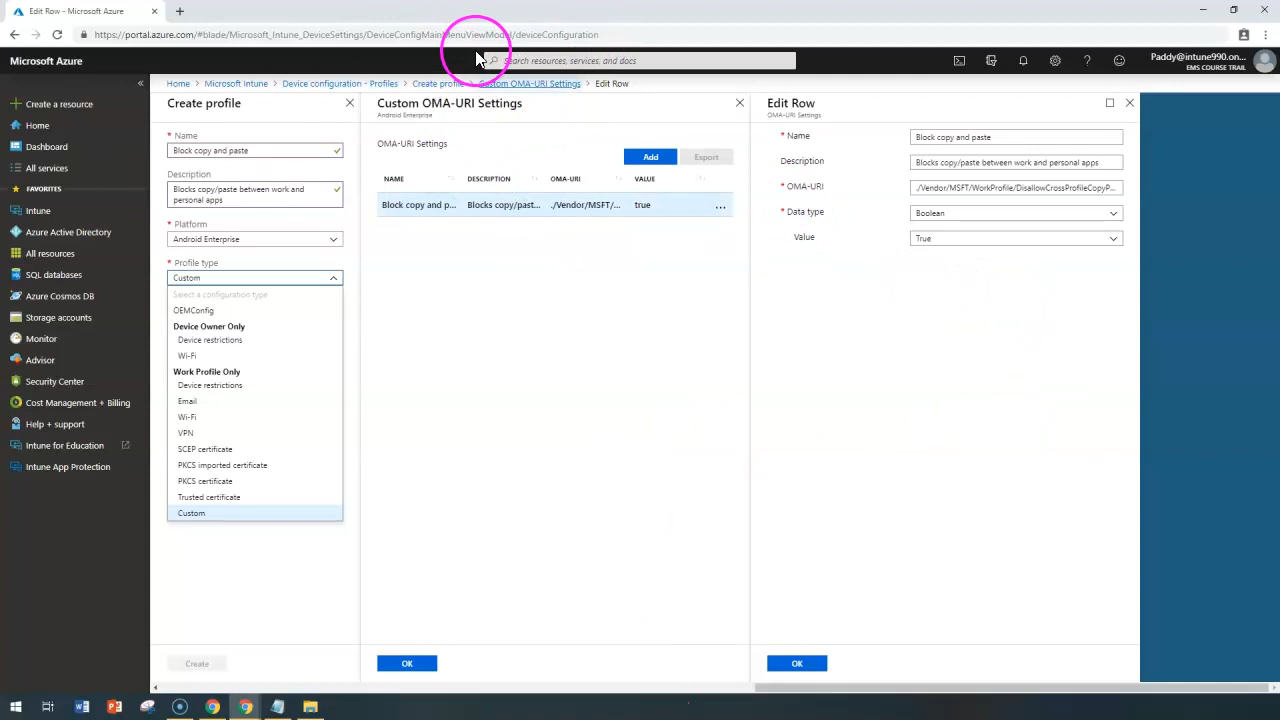 Edit Row - Microsoft Azure
https://portal.azure.com/#blade/Microsoft_Intune_DeviceSettings/DeviceConfigMainMenuViewModel/deviceConfiguration
Microsoft Azure
Search resources, services, and docs
Paddy@intune990.on...
EMS COURSE TRAIL
Home
Microsoft Intune
Device configuration - Profiles
Create profile
Custom OMA-URI Settings
Edit Row
Create a resource
Home
Dashboard
All services
FAVORITES
Intune
Azure Active Directory
All resources
SQL databases
Azure Cosmos DB
Storage accounts
Monitor
Advisor
Security Center
Cost Management + Billing
Help + support
Intune for Education
Intune App Protection
Create profile
* Name
Block copy and paste
Description
Blocks copy/paste between work and
personal apps
* Platform
Android Enterprise
* Profile type
Custom
Select a configuration type
OEMConfig
Device Owner Only
Device restrictions
Wi-Fi
Work Profile Only
Device restrictions
Email
Wi-Fi
VPN
SCEP certificate
PKCS imported certificate
PKCS certificate
Trusted certificate
Custom
Create
Custom OMA-URI Settings
Android Enterprise
OMA-URI Settings
Add
Export
NAME DESCRIPTION OMA-URI VALUE
Block copy and p... Blocks copy/past... ./Vendor/MSFT/... true ...
OK
Edit Row
OMA-URI Settings
* Name Block copy and paste
Description Blocks copy/paste between work and personal apps
* OMA-URI ./Vendor/MSFT/WorkProfile/DisallowCrossProfileCopyP...
* Data type Boolean
Value True
OK